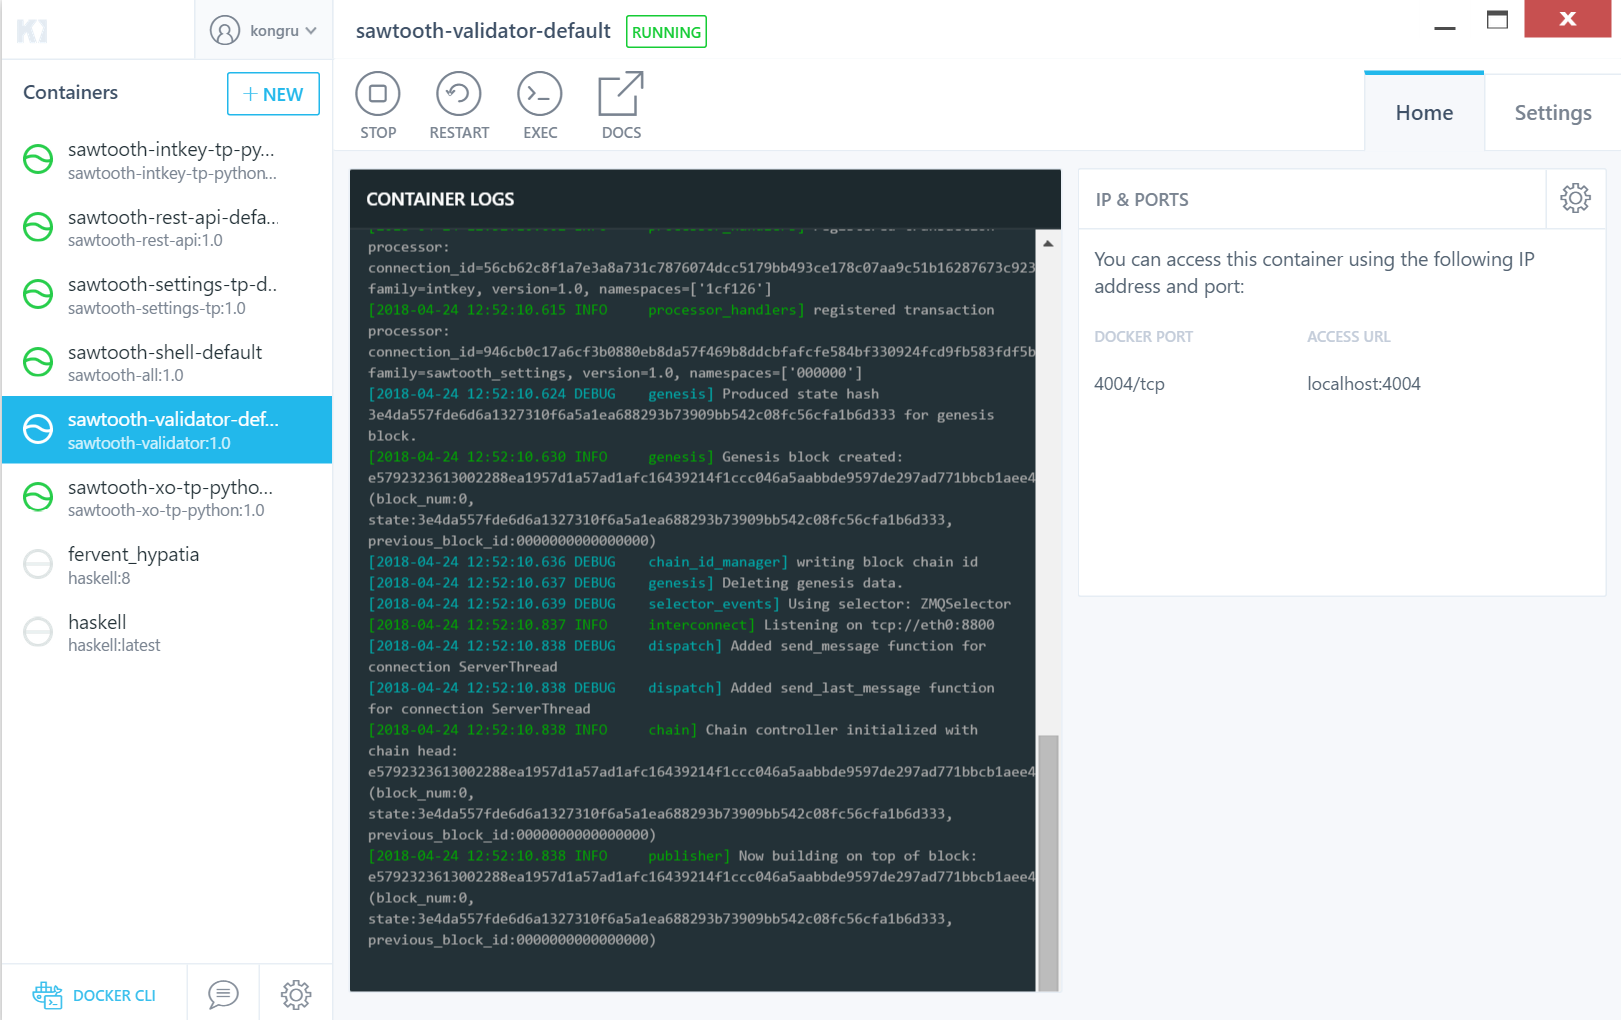 kongru
Containers
NEW
sawtooth-intkey-tp-py...
sawtooth-intkey-tp-python...
sawtooth-rest-api-defa...
sawtooth-rest-api:1.0
sawtooth-settings-tp-d...
sawtooth-settings-tp:1.0
sawtooth-shell-default
sawtooth-all:1.0
sawtooth-validator-def...
sawtooth-validator:1.0
sawtooth-xo-tp-pytho...
sawtooth-xo-tp-python:1.0
fervent_hypatia
haskell:8
haskell
haskell:latest
DOCKER CLI
sawtooth-validator-default RUNNING
STOP RESTART EXEC DOCS
Home Settings
CONTAINER LOGS
processor:
connection_id=56cb62c8f1a7e3a8a731c7876074dcc5179bb493ce178c07aa9c51b16287673c923
family=intkey, version=1.0, namespaces=['1cf126']
[2018-04-24 12:52:10.615 INFO processor_handlers] registered transaction
processor:
connection_id=946cb0c17a6cf3b0880eb8da57f469b8ddcbfafcfe584bf330924fcd9fb583fdf5b
family=sawtooth_settings, version=1.0, namespaces=['000000']
[2018-04-24 12:52:10.624 DEBUG genesis] Produced state hash
3e4da557fde6d6a1327310f6a5a1ea688293b73909bb542c08fc56cfa1b6d333 for genesis
block.
[2018-04-24 12:52:10.630 INFO genesis] Genesis block created:
e5792323613002288ea1957d1a57ad1afc16439214f1ccc046a5aabbde9597de297ad771bbcb1aee4
(block_num:0,
state:3e4da557fde6d6a1327310f6a5a1ea688293b73909bb542c08fc56cfa1b6d333,
previous_block_id:0000000000000000)
[2018-04-24 12:52:10.636 DEBUG chain_id_manager] writing block chain id
[2018-04-24 12:52:10.637 DEBUG genesis] Deleting genesis data.
[2018-04-24 12:52:10.639 DEBUG selector_events] Using selector: ZMQSelector
[2018-04-24 12:52:10.837 INFO interconnect] Listening on tcp://eth0:8800
[2018-04-24 12:52:10.838 DEBUG dispatch] Added send_message function for
connection ServerThread
[2018-04-24 12:52:10.838 DEBUG dispatch] Added send_last_message function
for connection ServerThread
[2018-04-24 12:52:10.838 INFO chain] Chain controller initialized with
chain head:
e5792323613002288ea1957d1a57ad1afc16439214f1ccc046a5aabbde9597de297ad771bbcb1aee4
(block_num:0,
state:3e4da557fde6d6a1327310f6a5a1ea688293b73909bb542c08fc56cfa1b6d333,
previous_block_id:0000000000000000)
[2018-04-24 12:52:10.838 INFO publisher] Now building on top of block:
e5792323613002288ea1957d1a57ad1afc16439214f1ccc046a5aabbde9597de297ad771bbcb1aee4
(block_num:0,
state:3e4da557fde6d6a1327310f6a5a1ea688293b73909bb542c08fc56cfa1b6d333,
previous_block_id:0000000000000000)
IP & PORTS
You can access this container using the following IP
address and port:
DOCKER PORT ACCESS URL
4004/tcp localhost:4004